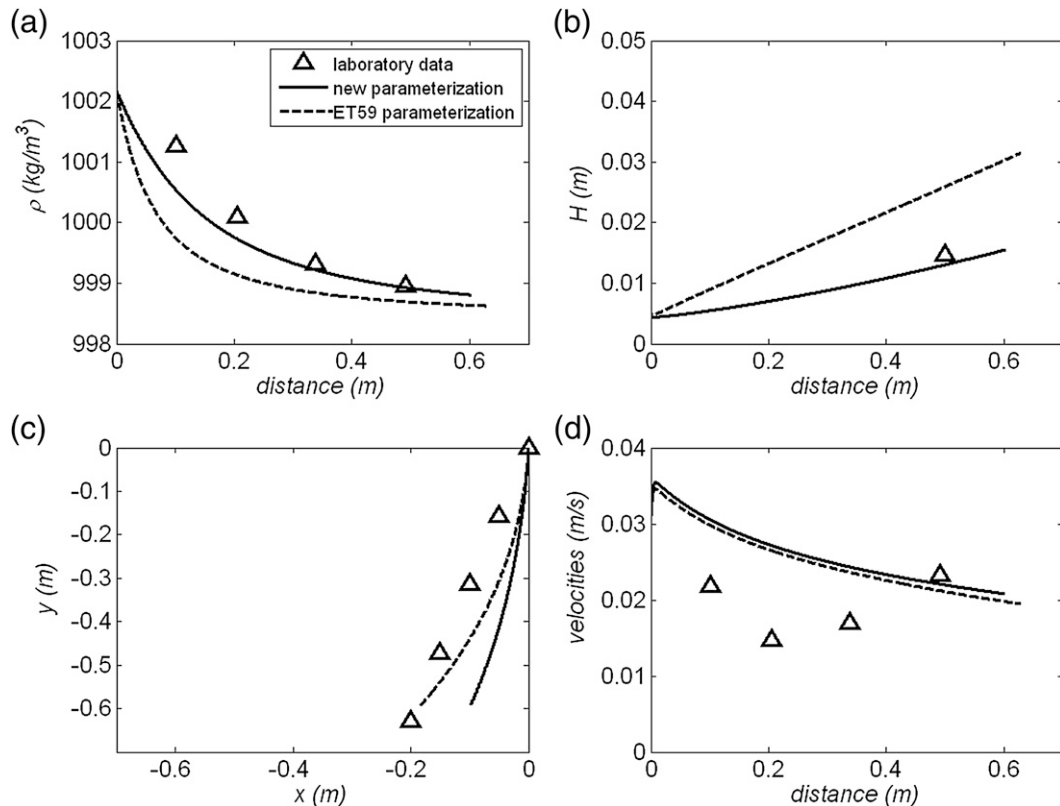 (a)
1003
1002
1001
1000
999
998
ρ (kg/m³)
laboratory data
new parameterization
ET59 parameterization
0 0.2 0.4 0.6
distance (m)
(b)
0.05
0.04
0.03
0.02
0.01
0
H (m)
0 0.2 0.4 0.6
distance (m)
(c)
0
-0.1
-0.2
-0.3
-0.4
-0.5
-0.6
y (m)
-0.6 -0.4 -0.2 0
x (m)
(d)
0.04
0.03
0.02
0.01
0
velocities (m/s)
0 0.2 0.4 0.6
distance (m)